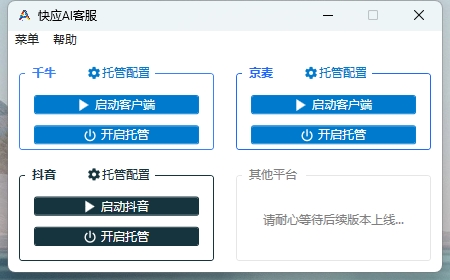 快应AI客服
菜单 帮助
千牛 托管配置
启动客户端
开启托管
京麦 托管配置
启动客户端
开启托管
抖音 托管配置
启动抖音
开启托管
其他平台
请耐心等待后续版本上线...